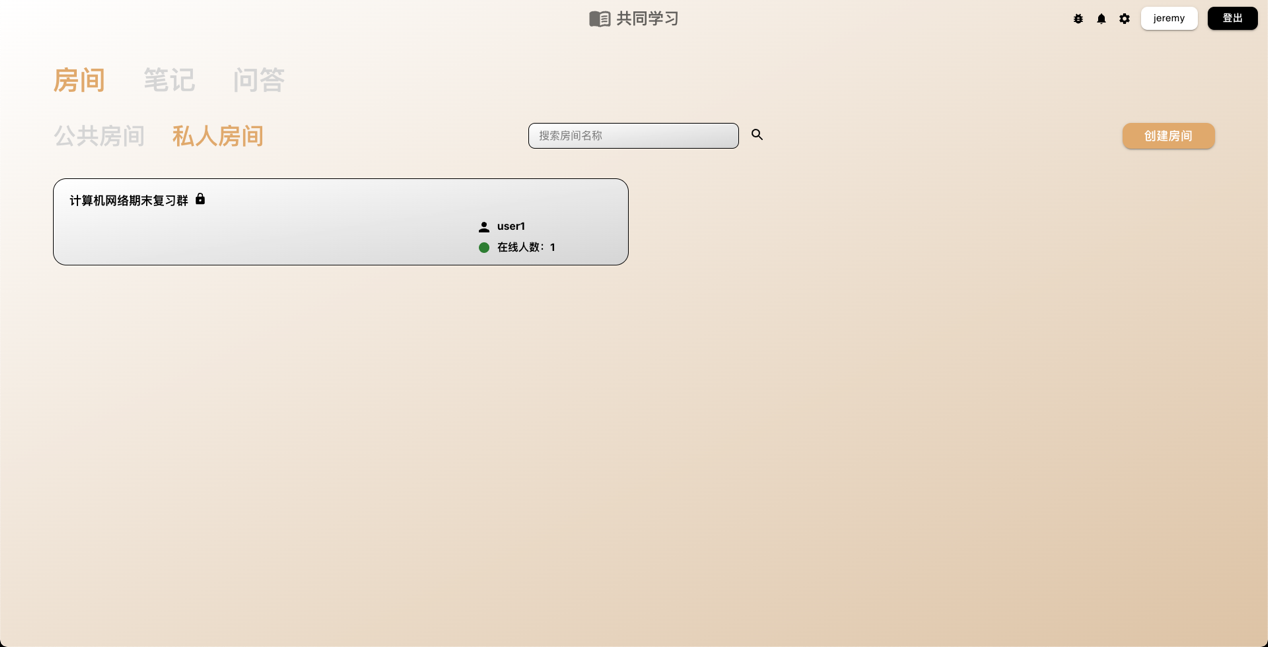 共同学习
jeremy
登出
房间 笔记 问答
公共房间 私人房间
搜索房间名称
创建房间
计算机网络期末复习群
user1
在线人数：1